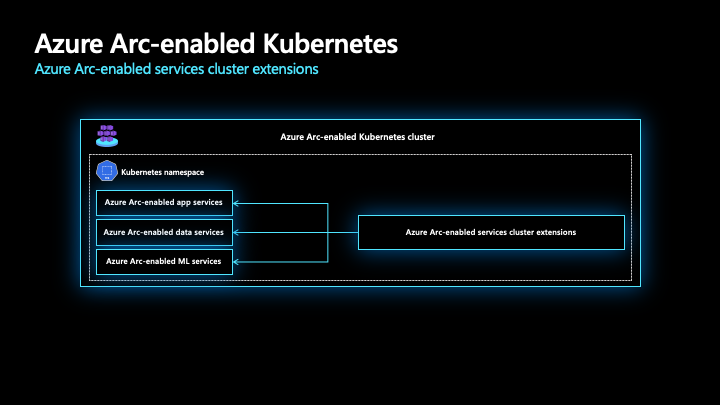 Azure Arc-enabled Kubernetes
Azure Arc-enabled services cluster extensions
Azure Arc-enabled Kubernetes cluster
Kubernetes namespace
Azure Arc-enabled app services
Azure Arc-enabled data services
Azure Arc-enabled services cluster extensions
Azure Arc-enabled ML services